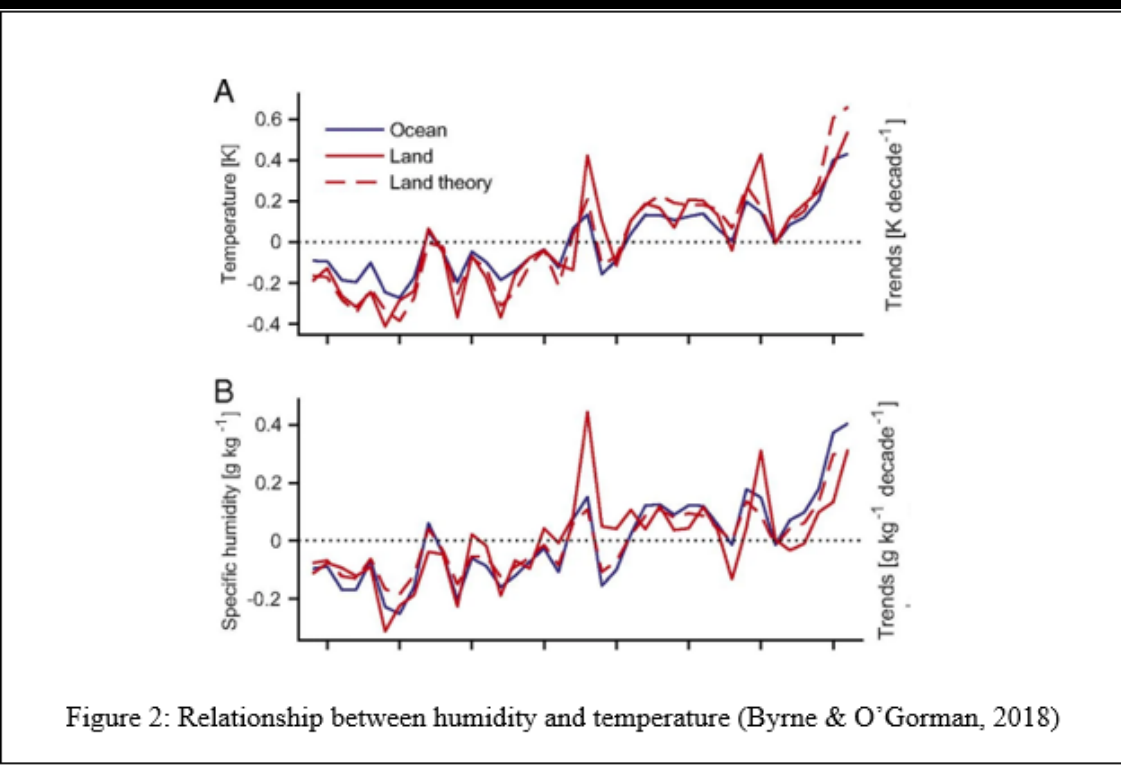 A
0.6
0.4
0.2
0
-0.2
-0.4
Temperature [K]
Ocean
Land
Land theory
Trends [K decade⁻¹]
B
0.4
0.2
0
-0.2
Specific humidity [g kg⁻¹]
Trends [g kg⁻¹ decade⁻¹]
Figure 2: Relationship between humidity and temperature (Byrne & O’Gorman, 2018)